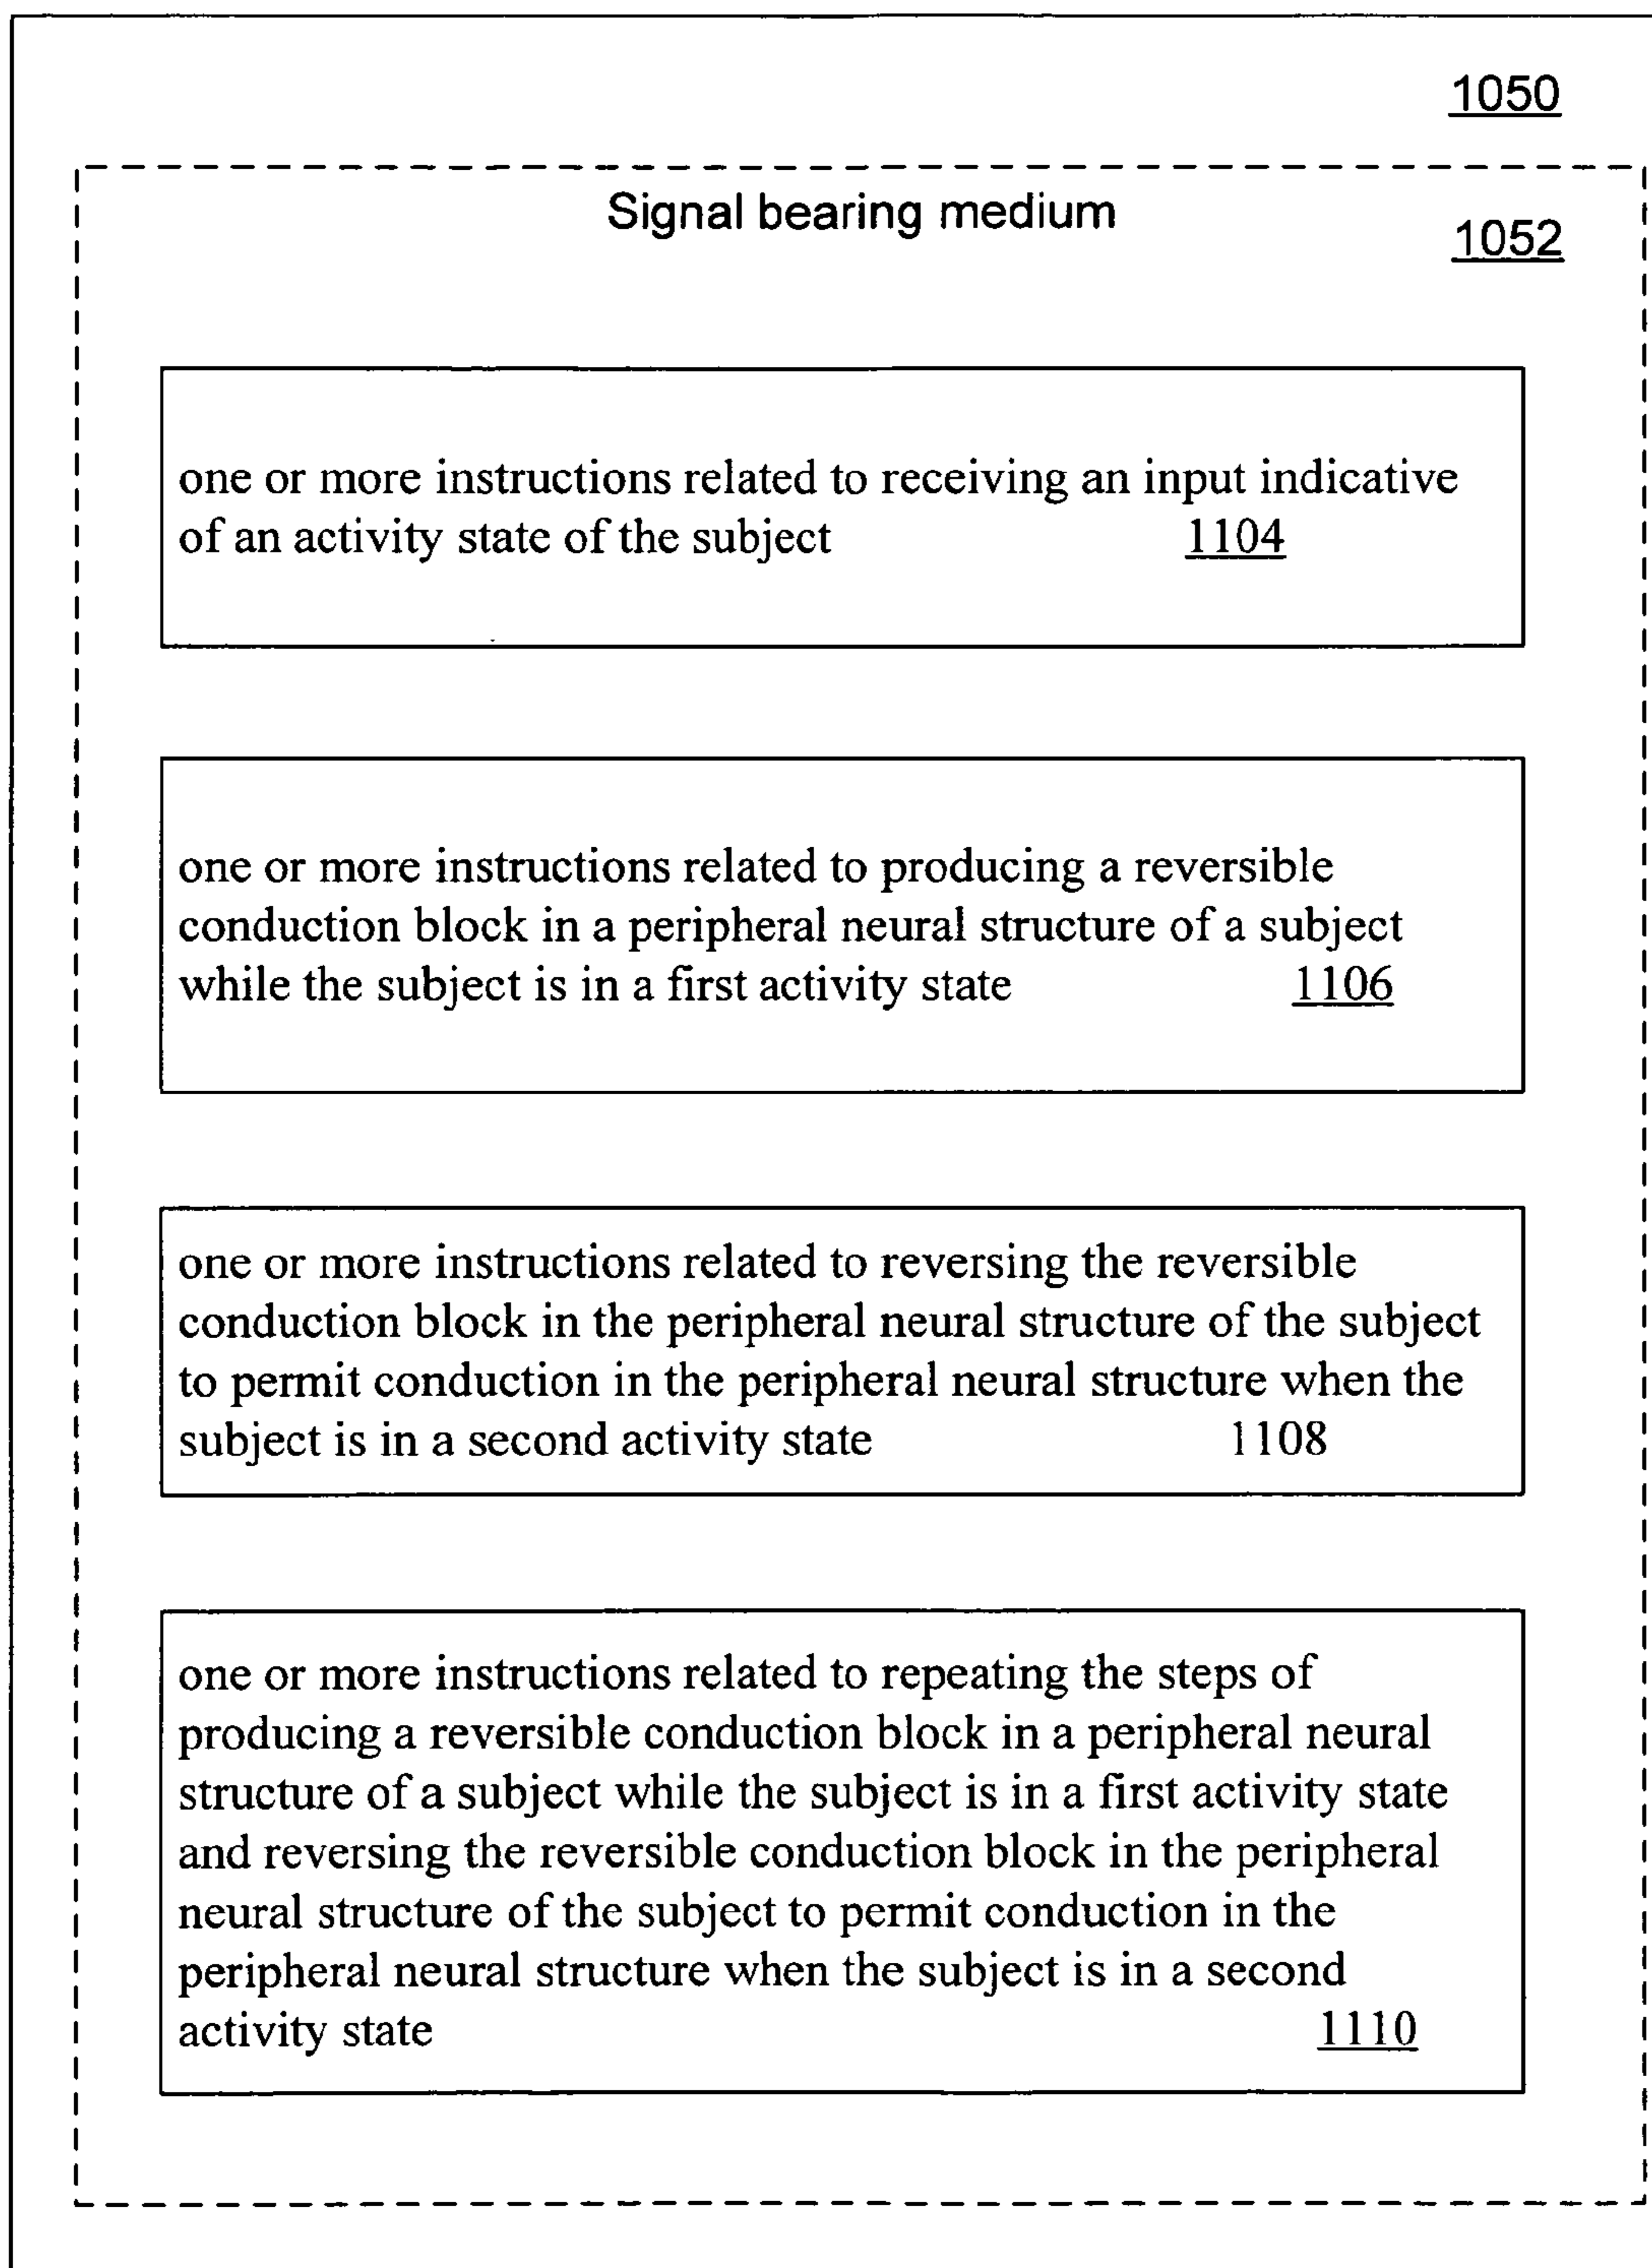 1050
Signal bearing medium
1052
one or more instructions related to receiving an input indicative
of an activity state of the subject 1104
one or more instructions related to producing a reversible
conduction block in a peripheral neural structure of a subject
while the subject is in a first activity state 1106
one or more instructions related to reversing the reversible
conduction block in the peripheral neural structure of the subject
to permit conduction in the peripheral neural structure when the
subject is in a second activity state 1108
one or more instructions related to repeating the steps of
producing a reversible conduction block in a peripheral neural
structure of a subject while the subject is in a first activity state
and reversing the reversible conduction block in the peripheral
neural structure of the subject to permit conduction in the
peripheral neural structure when the subject is in a second
activity state 1110